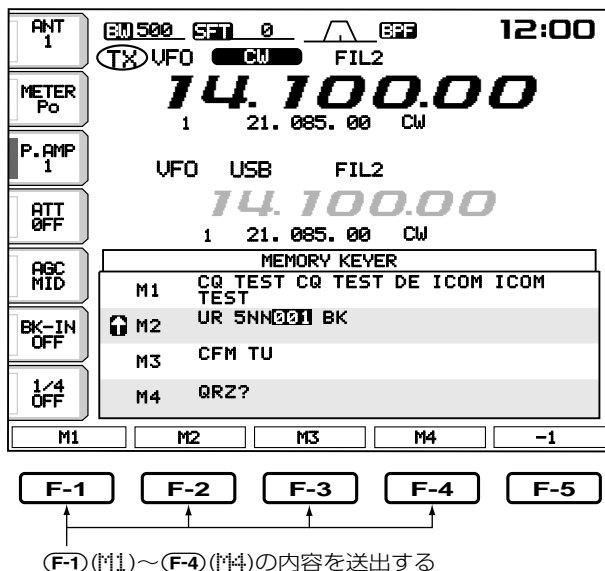 ANT
1
METER
Po
P.AMP
1
ATT
OFF
AGC
MID
BK-IN
OFF
1/4
OFF
BW 500 SFT 0 BPF 12:00
TX VFO CW FIL2
14.100.00
1 21.085.00 CW
VFO USB FIL2
14.100.00
1 21.085.00 CW
MEMORY KEYER
M1 CQ TEST CQ TEST DE ICOM ICOM
TEST
M2 UR 5NN001 BK
M3 CFM TU
M4 QRZ?
M1 M2 M3 M4 -1
F-1 F-2 F-3 F-4 F-5
(F-1)(M1)～(F-4)(M4)の内容を送出する